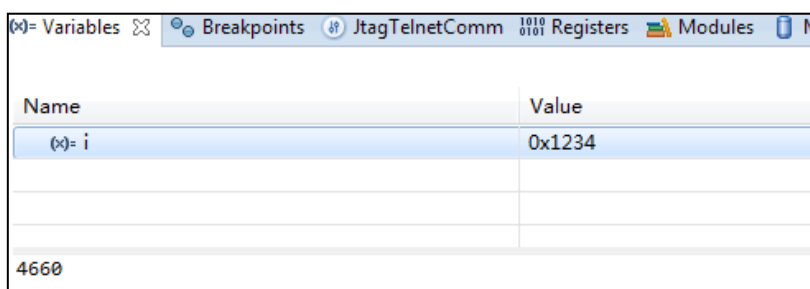 (x)= Variables Breakpoints JtagTelnetComm 1010 0101 Registers Modules
Name Value
(x)= i 0x1234
4660